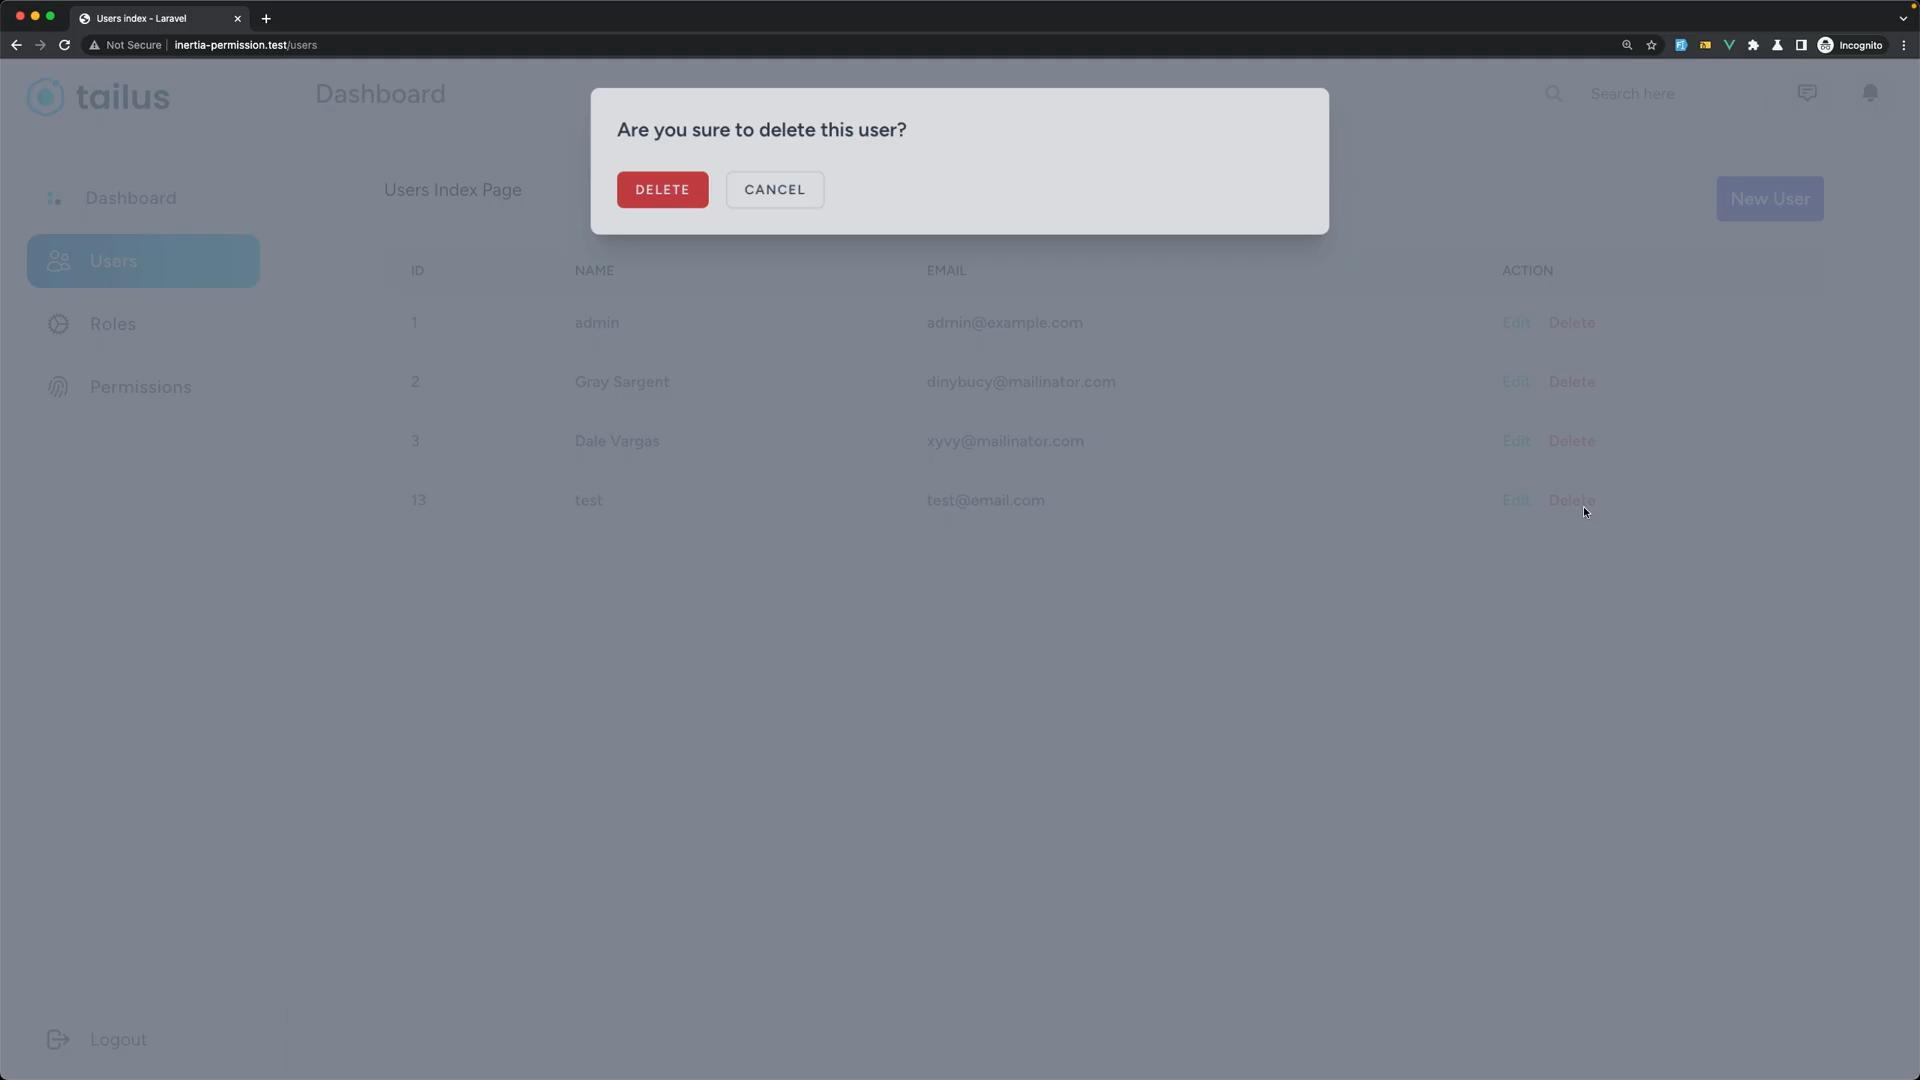 Users index - Laravel
Not Secure inertia-permission.test/users Incognito
tailus Dashboard Search here
Are you sure to delete this user?
DELETE CANCEL
Dashboard
Users
Roles
Permissions
Logout
Users Index Page New User
ID NAME EMAIL ACTION
1 admin admin@example.com Edit Delete
2 Gray Sargent dinybucy@mailinator.com Edit Delete
3 Dale Vargas xyvy@mailinator.com Edit Delete
13 test test@email.com Edit Delete